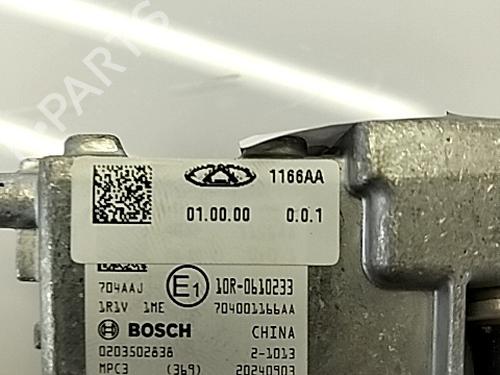 1166AA
01.00.00 0.0.1
704AAJ E1 10R-0610233
1R1V 1ME 704001166AA
BOSCH CHINA
0203502838 2-1013
MPC3 (369) 20240903